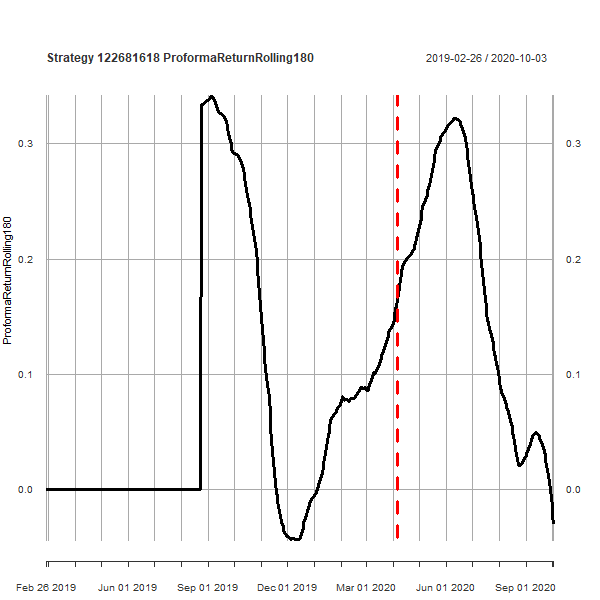 Strategy 122681618 ProformaReturnRolling180
2019-02-26 / 2020-10-03
ProformaReturnRolling180
0.3
0.2
0.1
0.0
0.3
0.2
0.1
0.0
Feb 26 2019
Jun 01 2019
Sep 01 2019
Dec 01 2019
Mar 01 2020
Jun 01 2020
Sep 01 2020